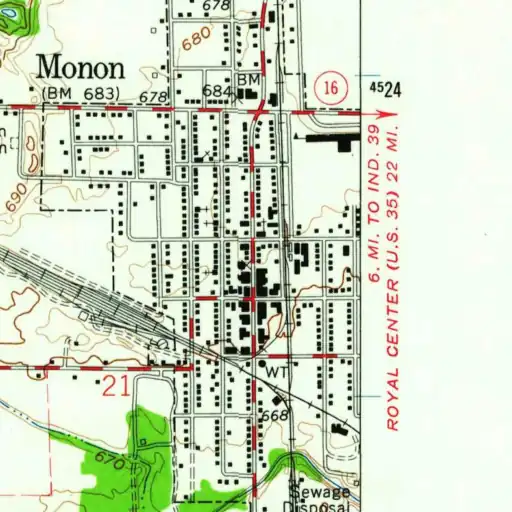 678
680
Monon
(BM 683)
678
684
BM
16
4524
690
6 MI. TO IND. 39
ROYAL CENTER (U.S. 35) 22 MI.
21
WT
668
670
Sewage
Disposal